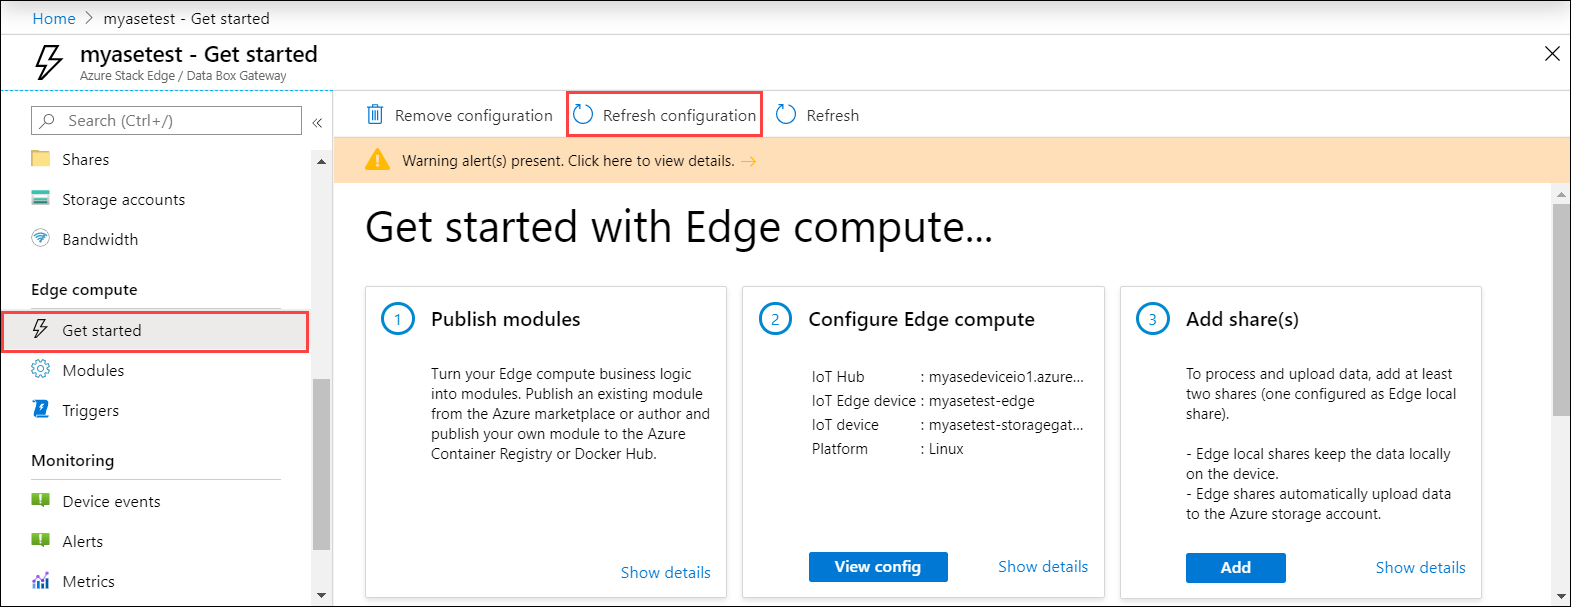 Home > myasetest - Get started
myasetest - Get started
Azure Stack Edge / Data Box Gateway
Search (Ctrl+/)
«
Shares
Storage accounts
Bandwidth
Edge compute
Get started
Modules
Triggers
Monitoring
Device events
Alerts
Metrics
Remove configuration
Refresh configuration
Refresh
Warning alert(s) present. Click here to view details. →
Get started with Edge compute...
1 Publish modules
Turn your Edge compute business logic
into modules. Publish an existing module
from the Azure marketplace or author and
publish your own module to the Azure
Container Registry or Docker Hub.
Show details
2 Configure Edge compute
IoT Hub : myasedeviceio1.azure...
IoT Edge device : myasetest-edge
IoT device : myasetest-storagegat...
Platform : Linux
View config
Show details
3 Add share(s)
To process and upload data, add at least
two shares (one configured as Edge local
share).
- Edge local shares keep the data locally
on the device.
- Edge shares automatically upload data
to the Azure storage account.
Add
Show details